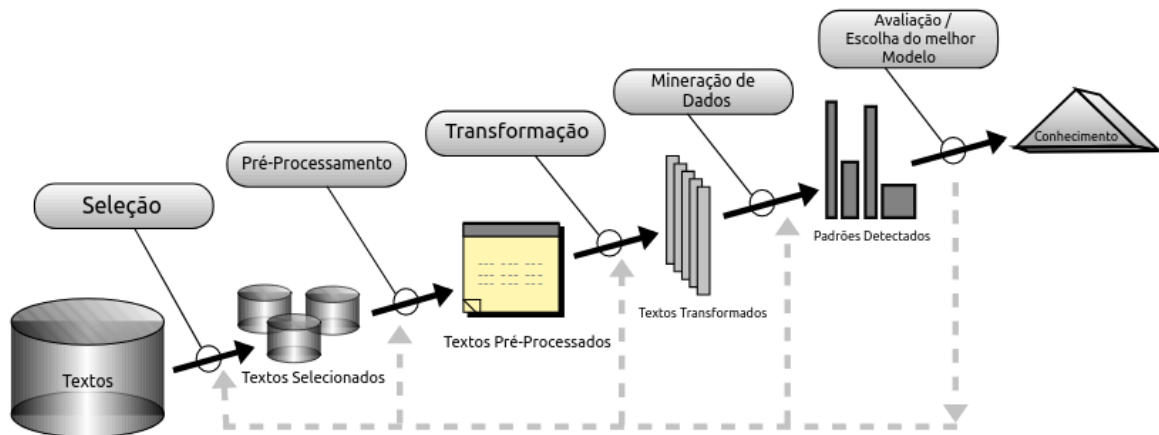 Avaliação /
Escolha do melhor
Modelo
Mineração de
Dados
Transformação
Pré-Processamento
Seleção
Conhecimento
Padrões Detectados
Textos Transformados
Textos Pré-Processados
Textos Selecionados
Textos